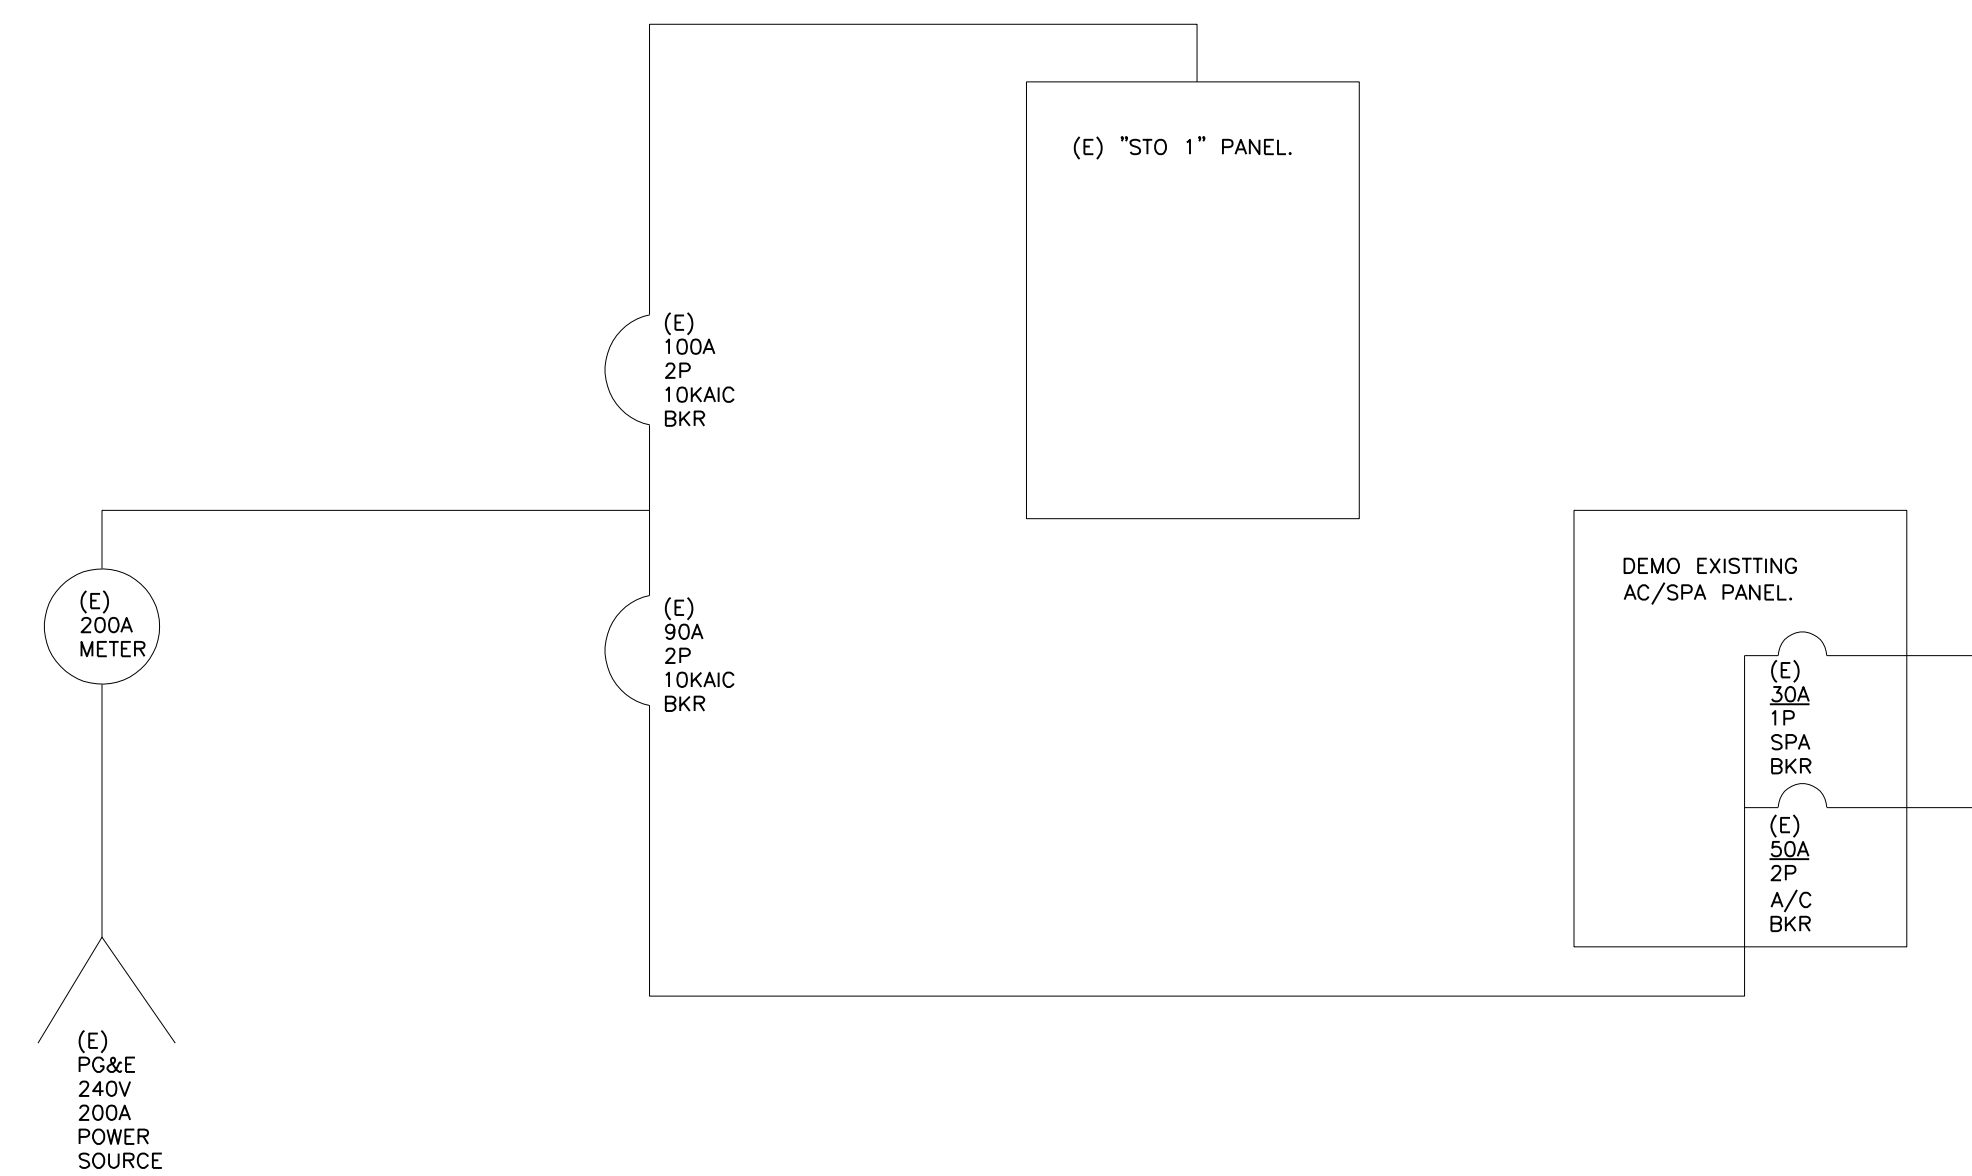 (E) "STO 1" PANEL.
(E)
100A
2P
10KAIC
BKR
(E)
200A
METER
(E)
90A
2P
10KAIC
BKR
DEMO EXISTTING
AC/SPA PANEL.
(E)
30A
1P
SPA
BKR
(E)
50A
2P
A/C
BKR
(E)
PG&E
240V
200A
POWER
SOURCE